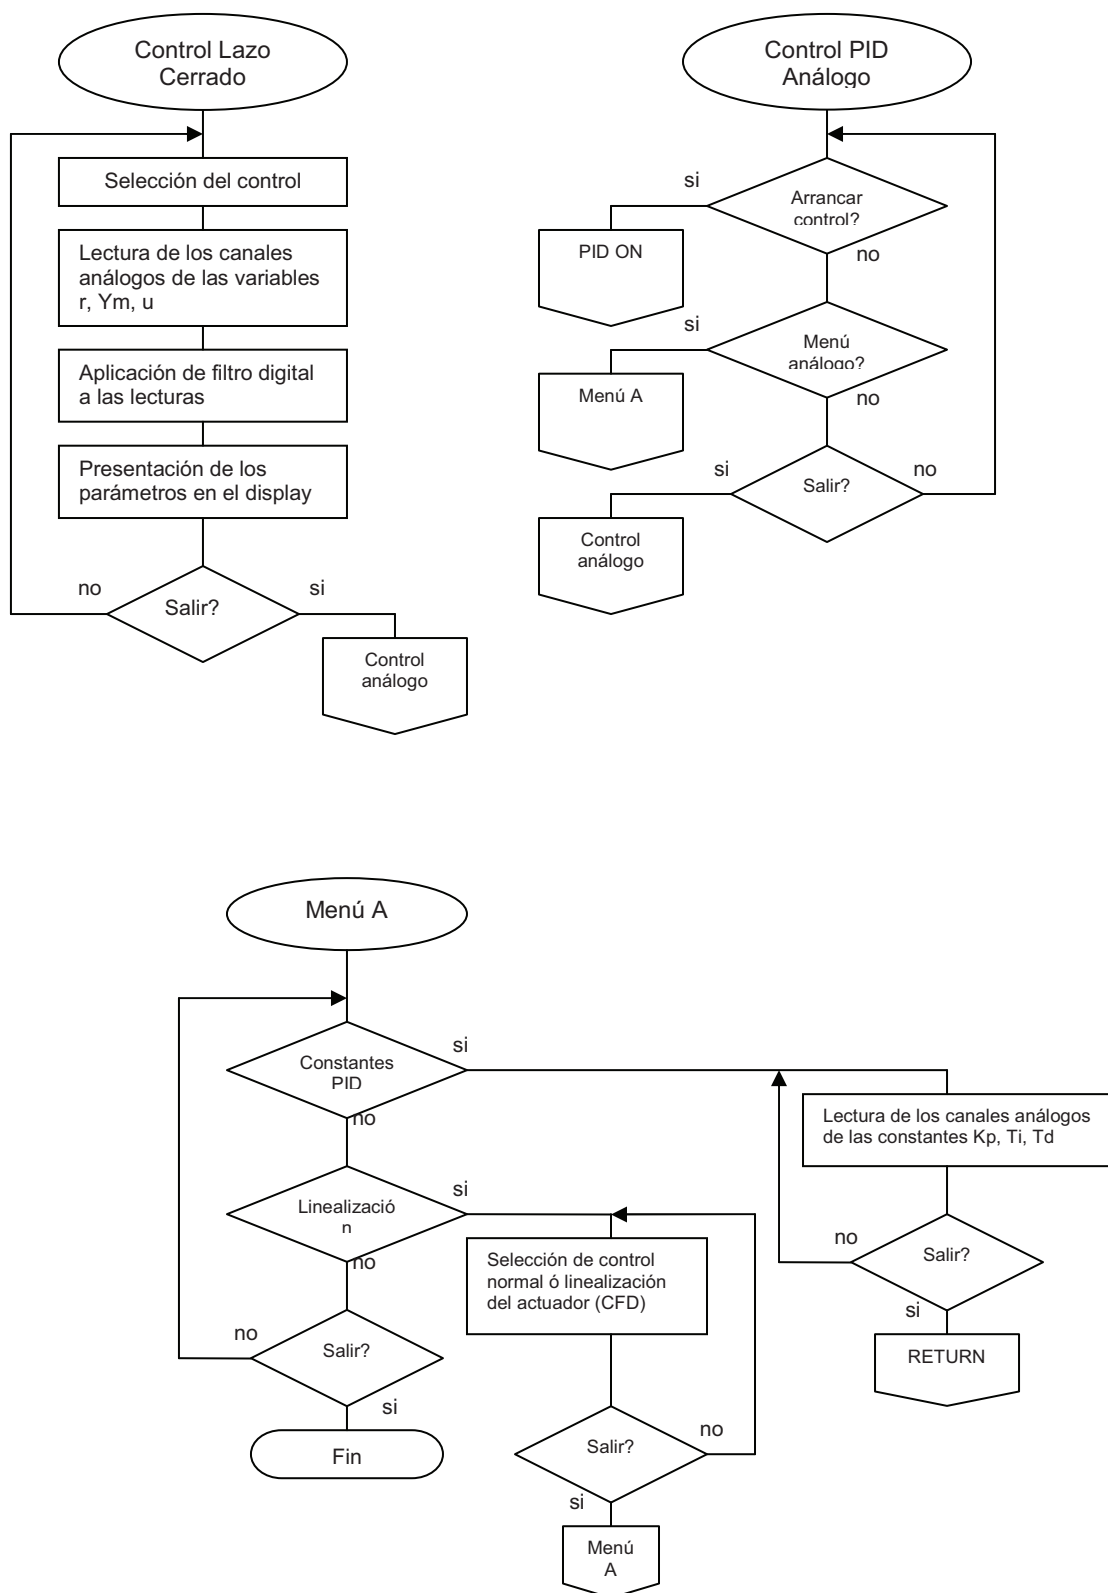 Control Lazo
Cerrado
Selección del control
Lectura de los canales
análogos de las variables
r, Ym, u
Aplicación de filtro digital
a las lecturas
Presentación de los
parámetros en el display
no
Salir?
si
Control
análogo
Control PID
Análogo
si
Arrancar
control?
no
PID ON
si
Menú
análogo?
no
Menú A
si
Salir?
no
Control
análogo
Menú A
Constantes
PID
si
no
Lectura de los canales análogos
de las constantes Kp, Ti, Td
no
Salir?
si
RETURN
Linealizació
n
si
no
Selección de control
normal ó linealización
del actuador (CFD)
Salir?
no
si
Menú
A
no
Salir?
si
Fin